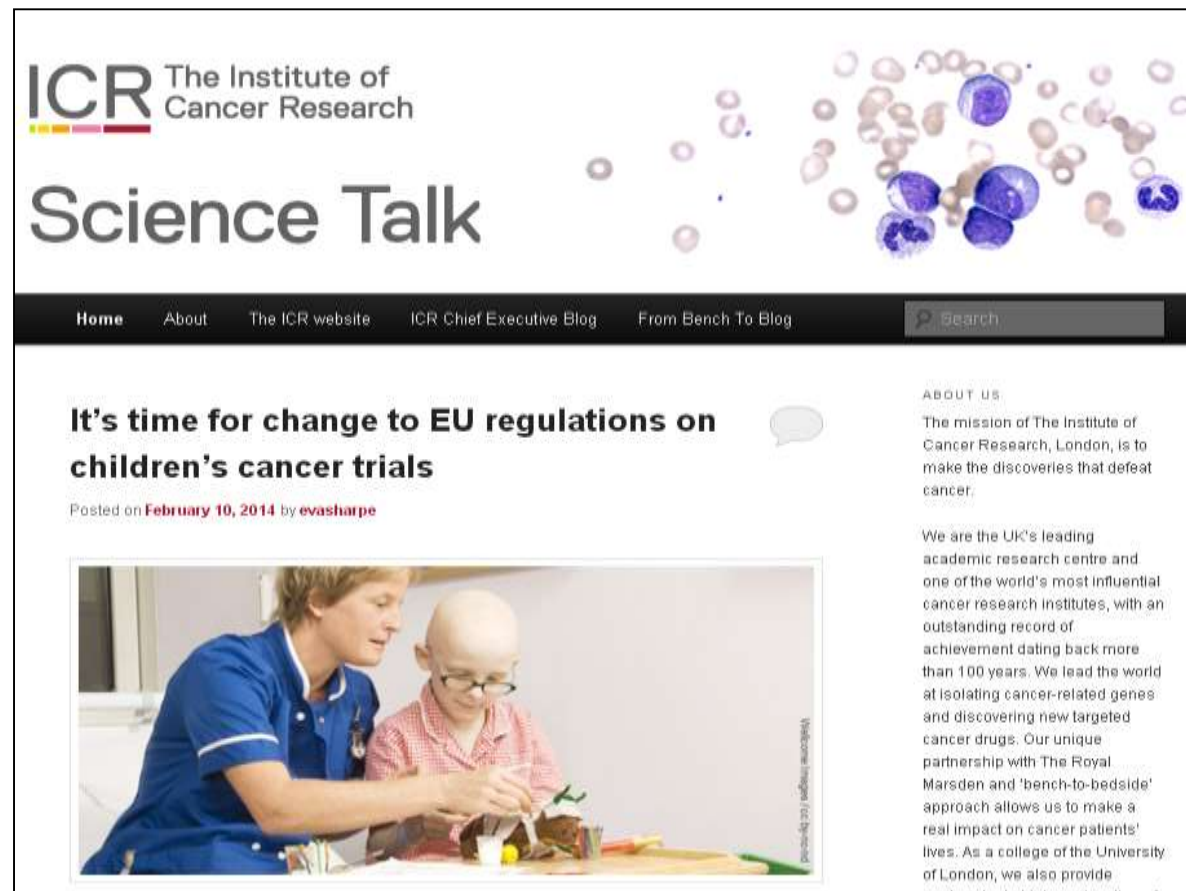 ICR The Institute of
Cancer Research
Science Talk
Home About The ICR website ICR Chief Executive Blog From Bench To Blog Search
It's time for change to EU regulations on
children's cancer trials
Posted on February 10, 2014 by evasharpe
Wellcome Images / cc by-nc-nd
ABOUT US
The mission of The Institute of
Cancer Research, London, is to
make the discoveries that defeat
cancer.
We are the UK's leading
academic research centre and
one of the world's most influential
cancer research institutes, with an
outstanding record of
achievement dating back more
than 100 years. We lead the world
at isolating cancer-related genes
and discovering new targeted
cancer drugs. Our unique
partnership with The Royal
Marsden and 'bench-to-bedside'
approach allows us to make a
real impact on cancer patients'
lives. As a college of the University
of London, we also provide